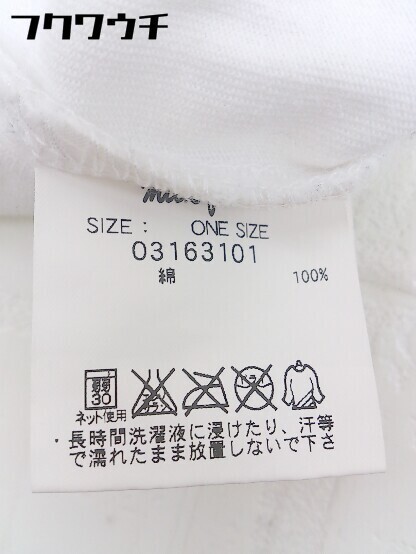 フクワウチ
SIZE : ONE SIZE
03163101
綿 100%
弱
30
ネット使用
・長時間洗濯液に浸けたり、汗等
で濡れたまま放置しないで下さ